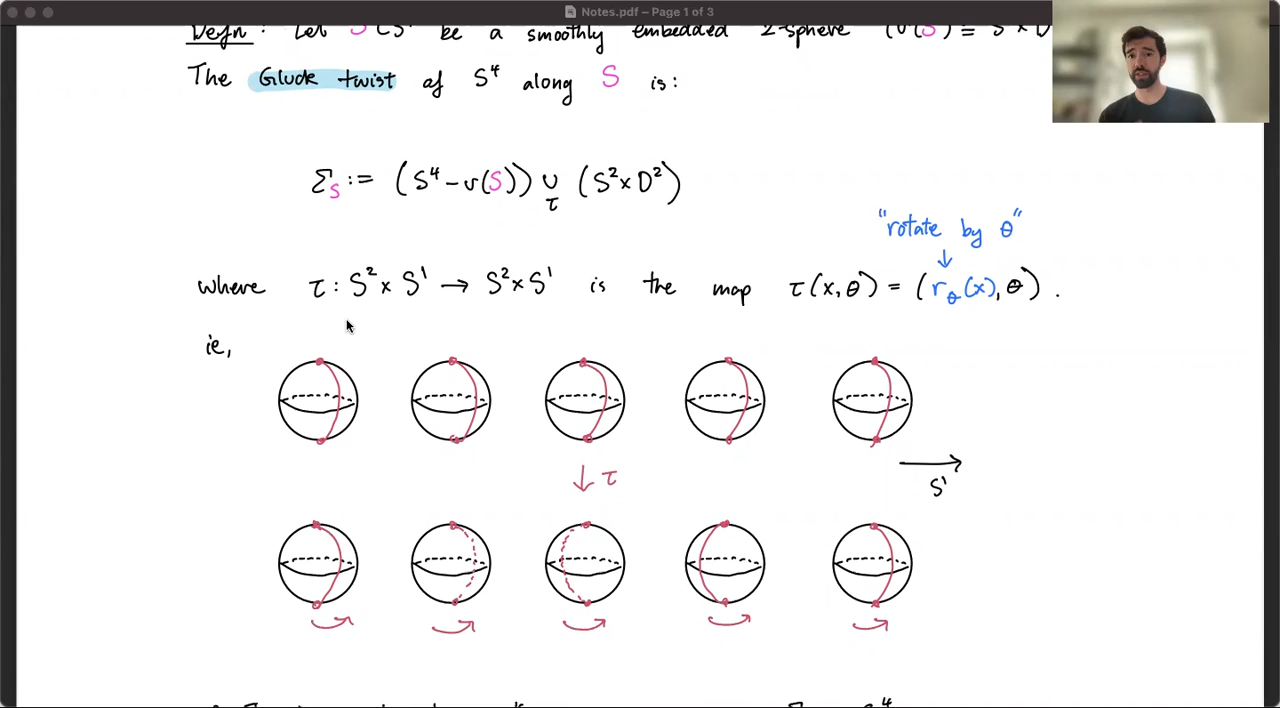 Notes.pdf – Page 1 of 3
Defn: Let S ⊂ S⁴ be a smoothly embedded 2-sphere (ν(S) ≅ S² × D
The Gluck twist of S⁴ along S is:
Σ_S := (S⁴ – ν(S)) ∪_τ (S² × D²)
"rotate by θ"
where τ : S² × S¹ → S² × S¹ is the map τ(x,θ) = (r_θ(x), θ).
ie,
↓ τ
S¹